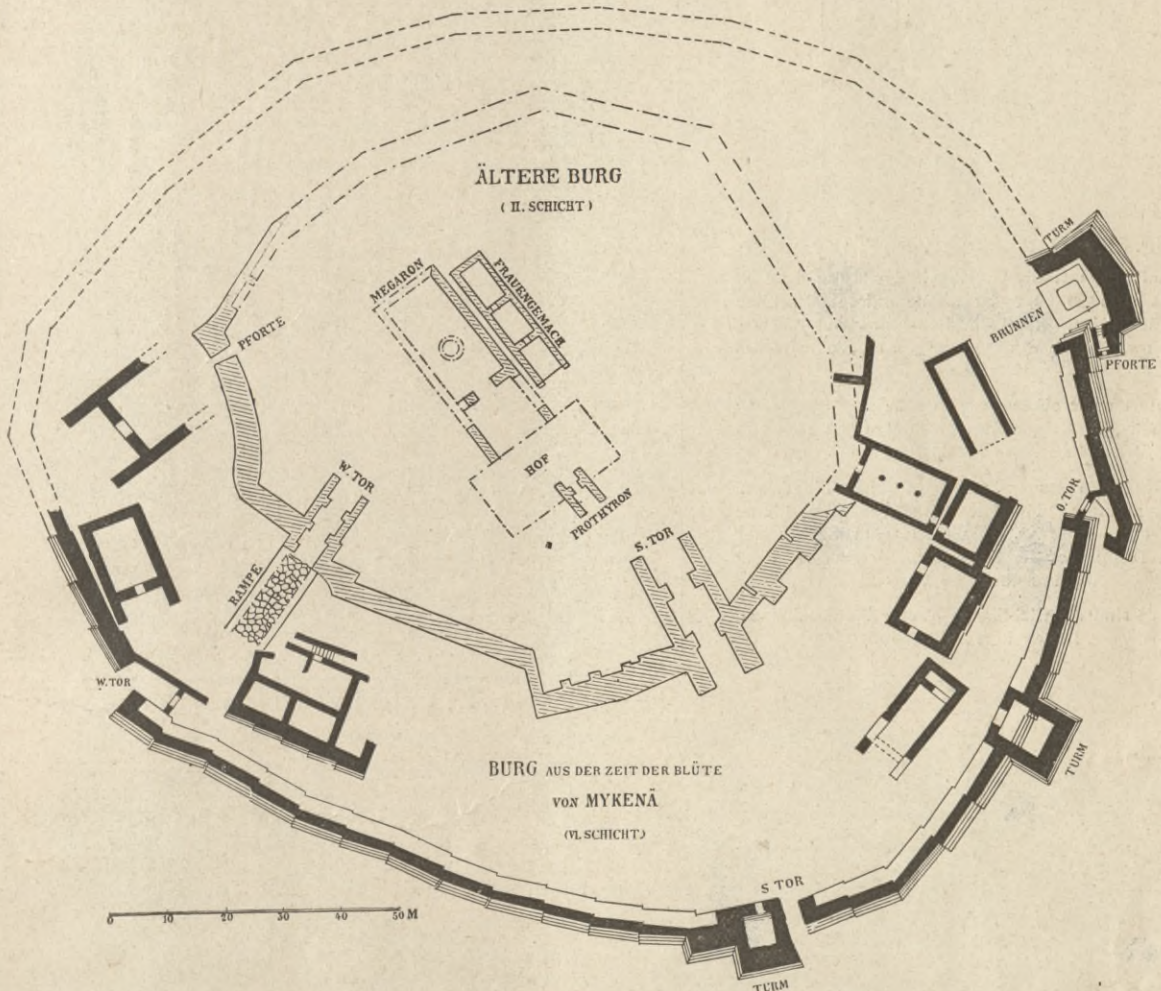 ÄLTERE BURG
( II. SCHICHT )
TURM
MEGARON
FRAUENGEMACH
PFORTE
BRUNNEN
PFORTE
W. TOR
HOF
PROTHYRON
S. TOR
O. TOR
RAMPE
W. TOR
TURM
BURG AUS DER ZEIT DER BLÜTE
VON MYKENÄ
(VI. SCHICHT)
S TOR
0 10 20 30 40 50 M
TURM